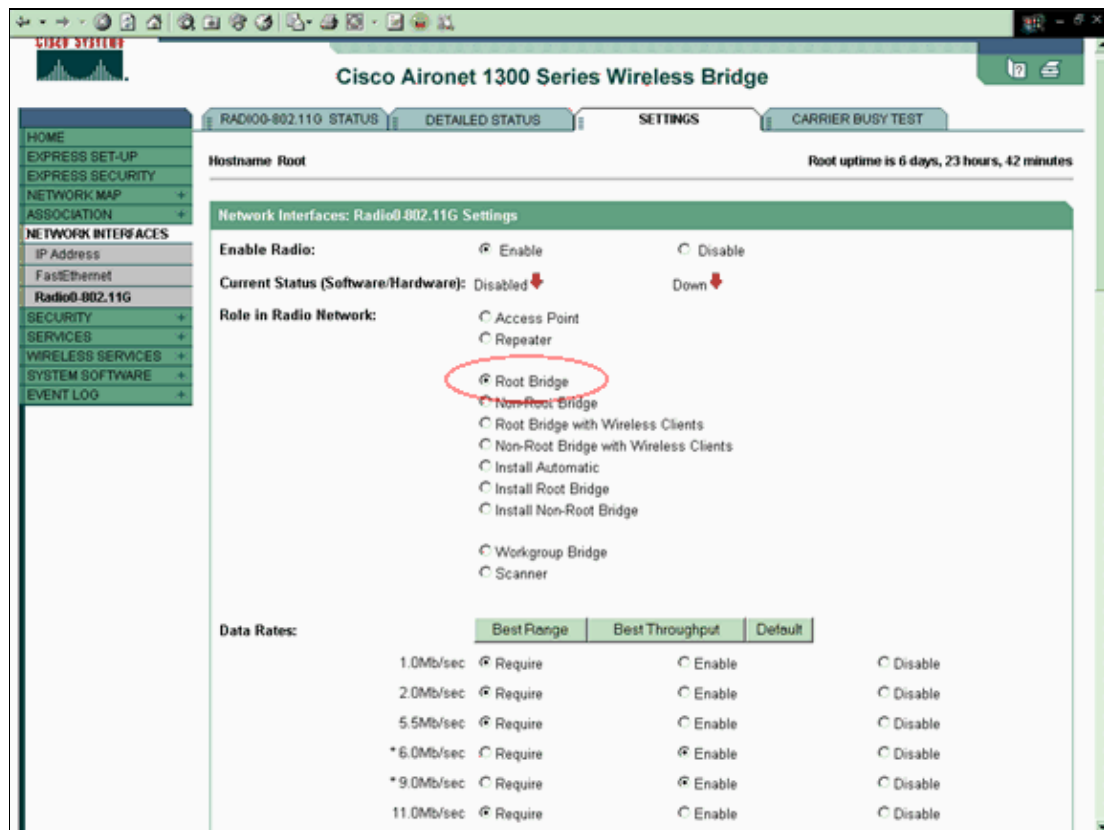 CISCO SYSTEMS
Cisco Aironet 1300 Series Wireless Bridge
RADIO0-802.11G STATUS
DETAILED STATUS
SETTINGS
CARRIER BUSY TEST
HOME
EXPRESS SET-UP
EXPRESS SECURITY
NETWORK MAP +
ASSOCIATION +
NETWORK INTERFACES
IP Address
FastEthernet
Radio0-802.11G
SECURITY +
SERVICES +
WIRELESS SERVICES +
SYSTEM SOFTWARE +
EVENT LOG +
Hostname Root
Root uptime is 6 days, 23 hours, 42 minutes
Network Interfaces: Radio0-802.11G Settings
Enable Radio: Enable Disable
Current Status (Software/Hardware): Disabled Down
Role in Radio Network: Access Point
Repeater
Root Bridge
Non-Root Bridge
Root Bridge with Wireless Clients
Non-Root Bridge with Wireless Clients
Install Automatic
Install Root Bridge
Install Non-Root Bridge
Workgroup Bridge
Scanner
Data Rates: Best Range Best Throughput Default
1.0Mb/sec Require Enable Disable
2.0Mb/sec Require Enable Disable
5.5Mb/sec Require Enable Disable
*6.0Mb/sec Require Enable Disable
*9.0Mb/sec Require Enable Disable
11.0Mb/sec Require Enable Disable